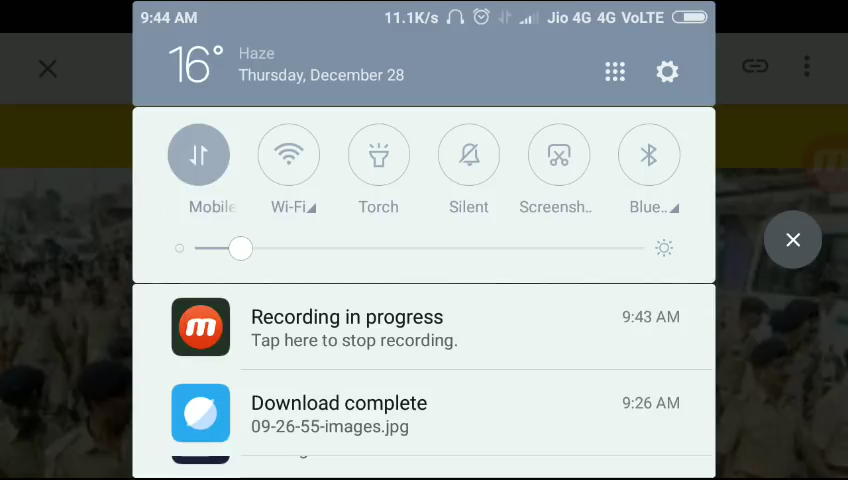 9:44 AM 11.1K/s Jio 4G 4G VoLTE
16° Haze
Thursday, December 28
Mobile Wi-Fi Torch Silent Screensh.. Blue..
Recording in progress 9:43 AM
Tap here to stop recording.
Download complete 9:26 AM
09-26-55-images.jpg